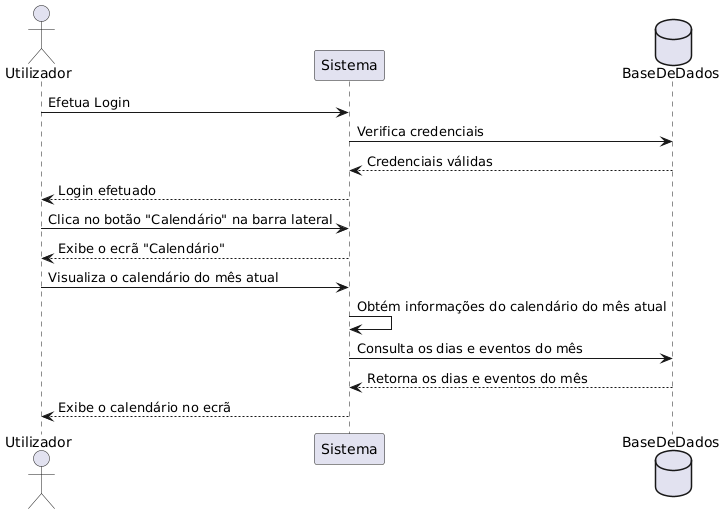 Utilizador
Sistema
BaseDeDados
Efetua Login
Verifica credenciais
Credenciais válidas
Login efetuado
Clica no botão "Calendário" na barra lateral
Exibe o ecrã "Calendário"
Visualiza o calendário do mês atual
Obtém informações do calendário do mês atual
Consulta os dias e eventos do mês
Retorna os dias e eventos do mês
Exibe o calendário no ecrã
Utilizador
Sistema
BaseDeDados